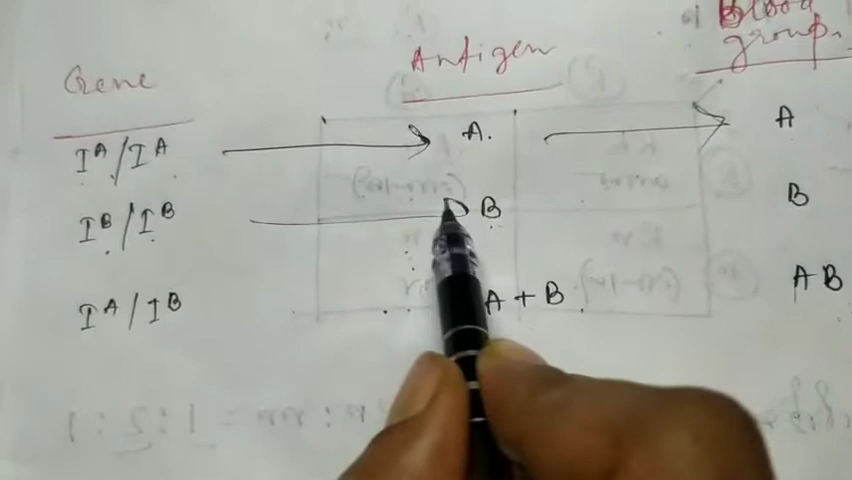 Gene Antigen Blood group.
I^A/I^A A. A
I^B/I^B B B
I^A/I^B A + B AB